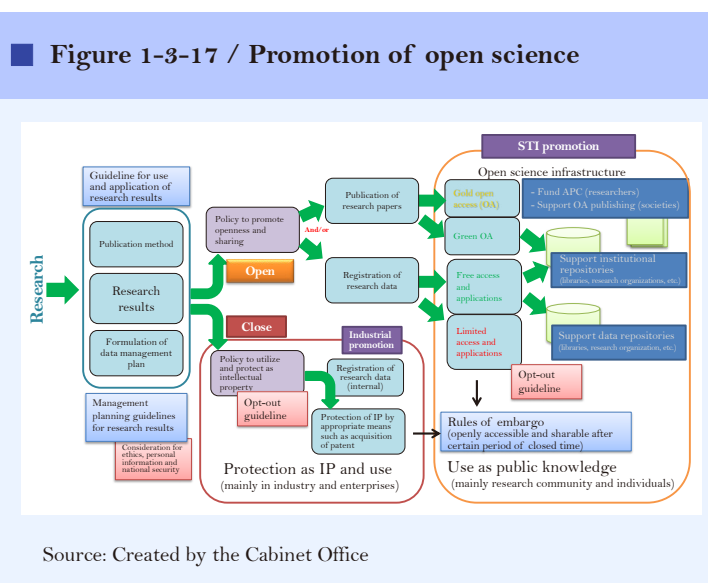 Figure 1-3-17 / Promotion of open science
STI promotion
Open science infrastructure
Guideline for use
and application of
research results
Research
Publication method
Research
results
Formulation of
data management
plan
Management
planning guidelines
for research results
Consideration for
ethics, personal
information and
national security
Policy to promote
openness and
sharing
Open
And/or
Publication of
research papers
Registration of
research data
Gold open
access (OA)
- Fund APC (researchers)
- Support OA publishing (societies)
Green OA
Free access
and
applications
Limited
access and
applications
Support institutional
repositories
(libraries, research organizations, etc.)
Support data repositories
(libraries, research organization, etc.)
Close
Industrial
promotion
Policy to utilize
and protect as
intellectual
property
Opt-out
guideline
Registration of
research data
(internal)
Protection of IP by
appropriate means
such as acquisition
of patent
Protection as IP and use
(mainly in industry and enterprises)
Opt-out
guideline
Rules of embargo
(openly accessible and sharable after
certain period of closed time)
Use as public knowledge
(mainly research community and individuals)
Source: Created by the Cabinet Office